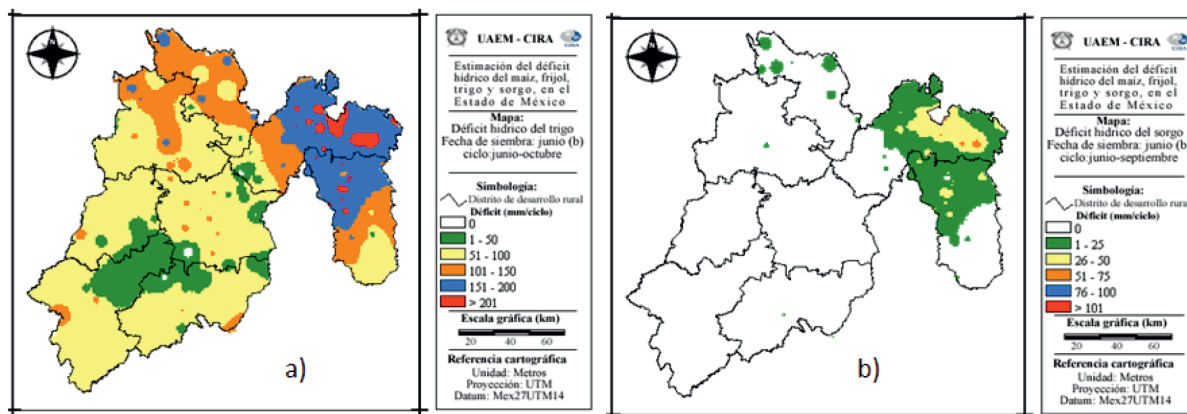 N
a)
UAEM - CIRA
CIRA
Estimación del déficit
hídrico del maíz, frijol,
trigo y sorgo, en el
Estado de México
Mapa:
Déficit hídrico del trigo
Fecha de siembra: junio (b)
ciclo:junio-octubre
Simbología:
Distrito de desarrollo rural
Déficit (mm/ciclo)
0
1 - 50
51 - 100
101 - 150
151 - 200
> 201
Escala gráfica (km)
20 40 60
Referencia cartográfica
Unidad: Metros
Proyección: UTM
Datum: Mex27UTM14
N
b)
UAEM - CIRA
CIRA
Estimación del déficit
hídrico del maíz, frijol,
trigo y sorgo, en el
Estado de México
Mapa:
Déficit hídrico del sorgo
Fecha de siembra: junio (b)
ciclo:junio-septiembre
Simbología:
Distrito de desarrollo rural
Déficit (mm/ciclo)
0
1 - 25
26 - 50
51 - 75
76 - 100
> 101
Escala gráfica (km)
20 40 60
Referencia cartográfica
Unidad: Metros
Proyección: UTM
Datum: Mex27UTM14